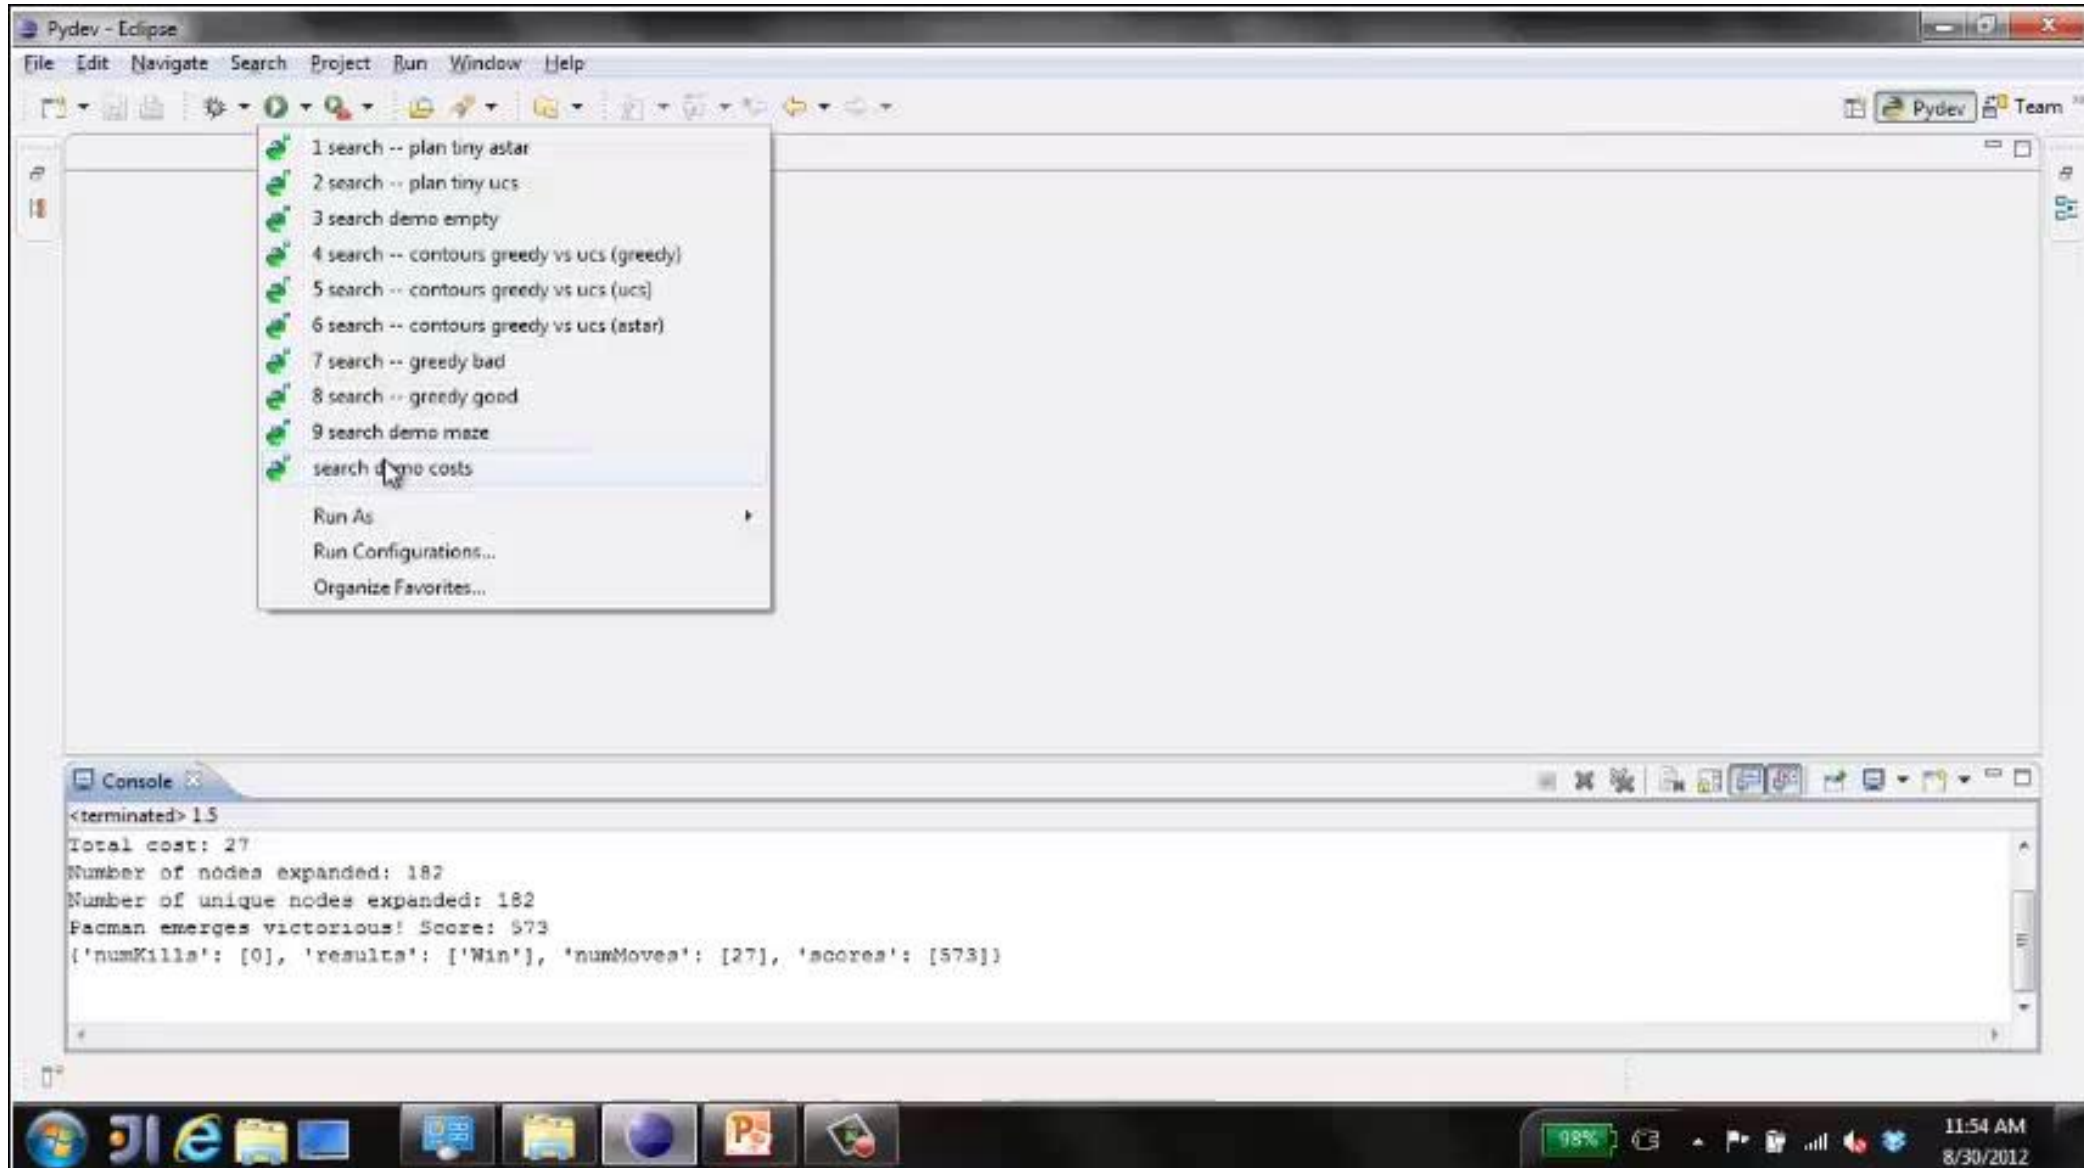 Pydev - Eclipse
File Edit Navigate Search Project Run Window Help
Pydev Team
1 search -- plan tiny astar
2 search -- plan tiny ucs
3 search demo empty
4 search -- contours greedy vs ucs (greedy)
5 search -- contours greedy vs ucs (ucs)
6 search -- contours greedy vs ucs (astar)
7 search -- greedy bad
8 search -- greedy good
9 search demo maze
search demo costs
Run As
Run Configurations...
Organize Favorites...
Console
<terminated> 1.5
Total cost: 27
Number of nodes expanded: 182
Number of unique nodes expanded: 182
Pacman emerges victorious! Score: 573
{'numKills': [0], 'results': ['Win'], 'numMoves': [27], 'scores': [573]}
98%
11:54 AM
8/30/2012